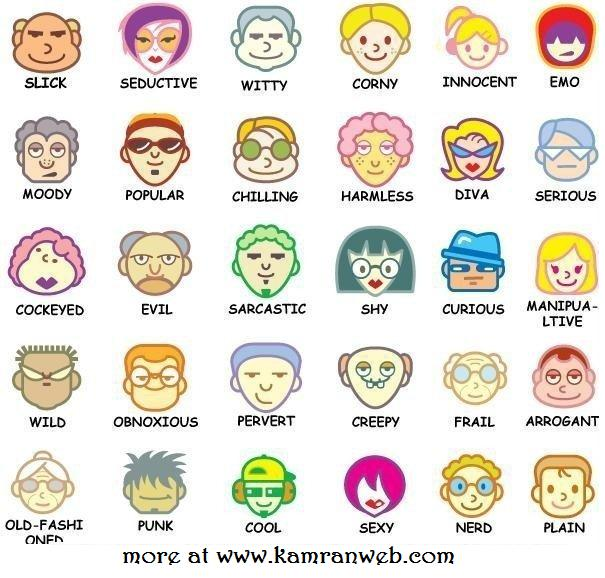 SLICK SEDUCTIVE WITTY CORNY INNOCENT EMO
MOODY POPULAR CHILLING HARMLESS DIVA SERIOUS
COCKEYED EVIL SARCASTIC SHY CURIOUS MANIPUA-
LTIVE
WILD OBNOXIOUS PERVERT CREEPY FRAIL ARROGANT
OLD-FASHI PUNK COOL SEXY NERD PLAIN
ONED
more at www.kamranweb.com